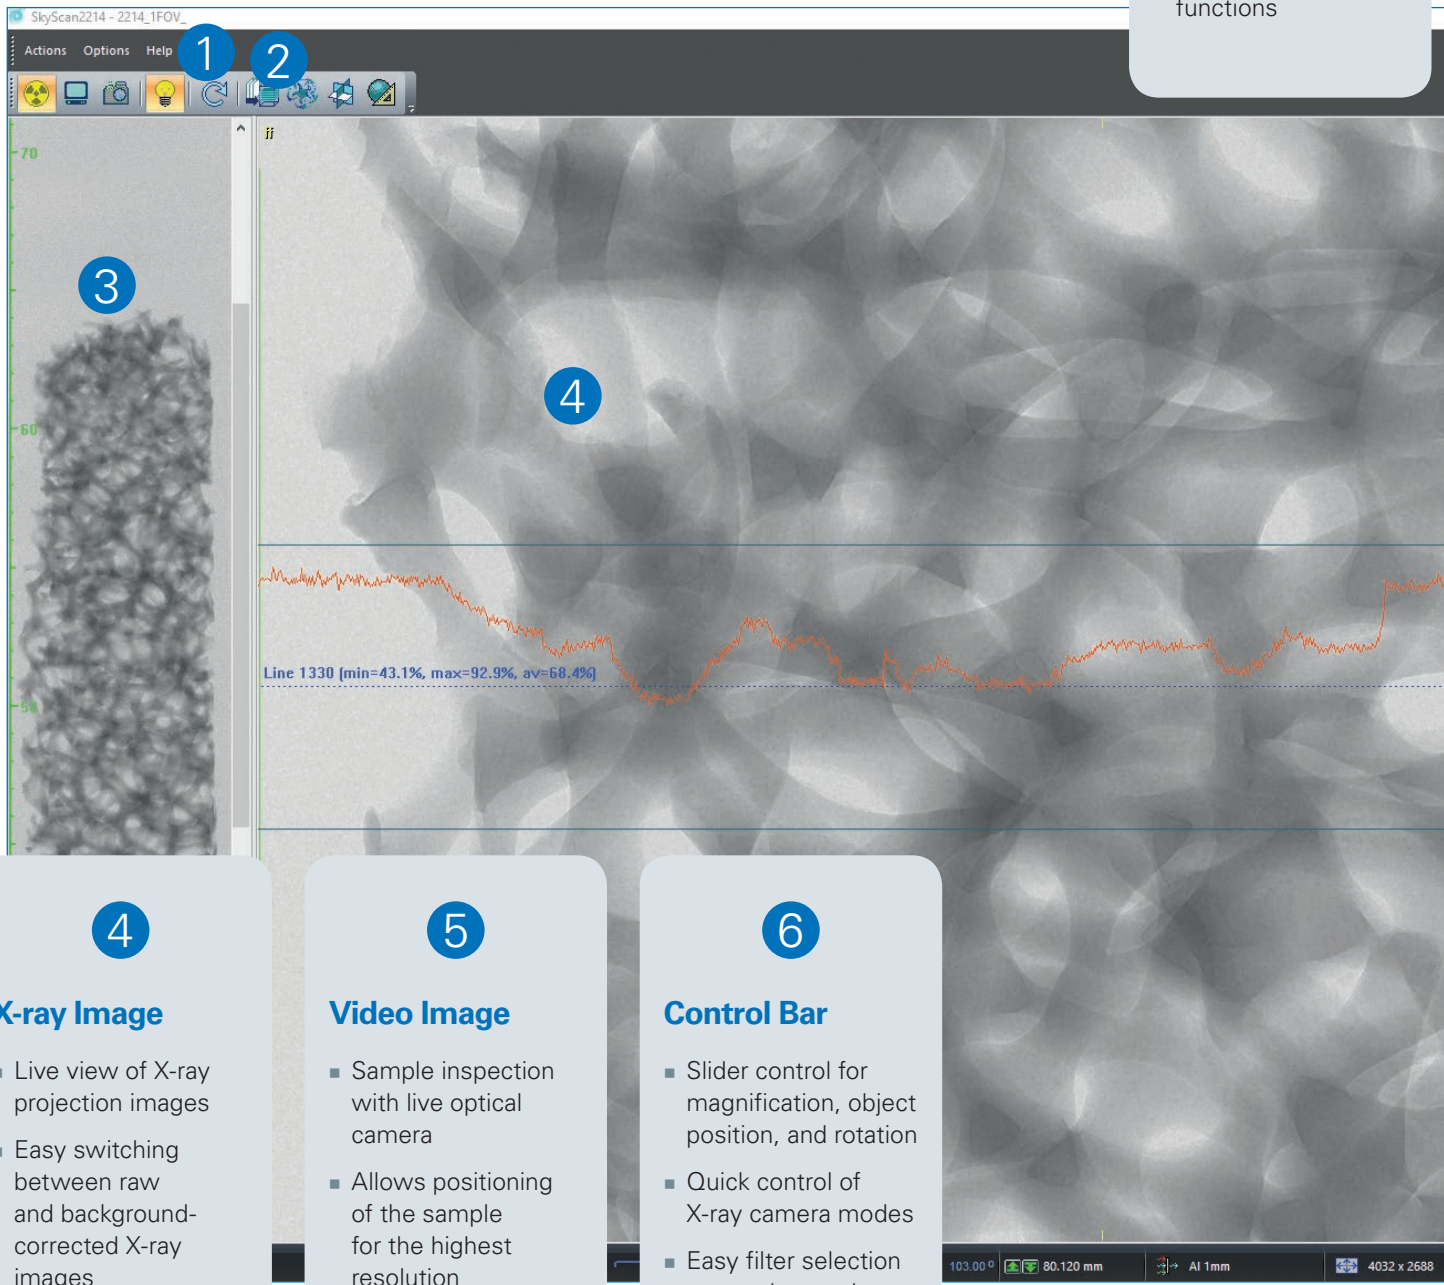 functions
SkyScan2214 - 2214_1FOV_
Actions Options Help
1
2
ff
70
60
50
3
4
Line 1330 (min=43.1%, max=92.9%, av=68.4%)
4
X-ray Image
Live view of X-ray
projection images
Easy switching
between raw
and background-
corrected X-ray
images
5
Video Image
Sample inspection
with live optical
camera
Allows positioning
of the sample
for the highest
resolution
6
Control Bar
Slider control for
magnification, object
position, and rotation
Quick control of
X-ray camera modes
Easy filter selection
103.00° 80.120 mm Al 1mm 4032 x 2688